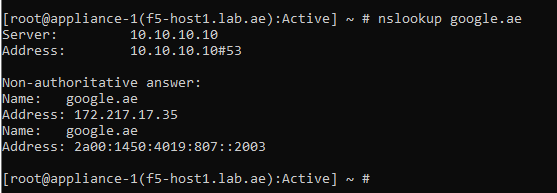 [root@appliance-1(f5-host1.lab.ae):Active] ~ # nslookup google.ae
Server:         10.10.10.10
Address:        10.10.10.10#53

Non-authoritative answer:
Name:   google.ae
Address: 172.217.17.35
Name:   google.ae
Address: 2a00:1450:4019:807::2003

[root@appliance-1(f5-host1.lab.ae):Active] ~ #